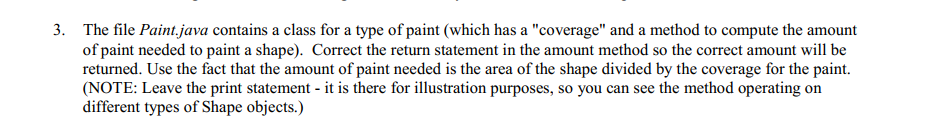 3. The file Paint.java contains a class for a type of paint (which has a "coverage" and a method to compute the amount
of paint needed to paint a shape). Correct the return statement in the amount method so the correct amount will be
returned. Use the fact that the amount of paint needed is the area of the shape divided by the coverage for the paint.
(NOTE: Leave the print statement - it is there for illustration purposes, so you can see the method operating on
different types of Shape objects.)